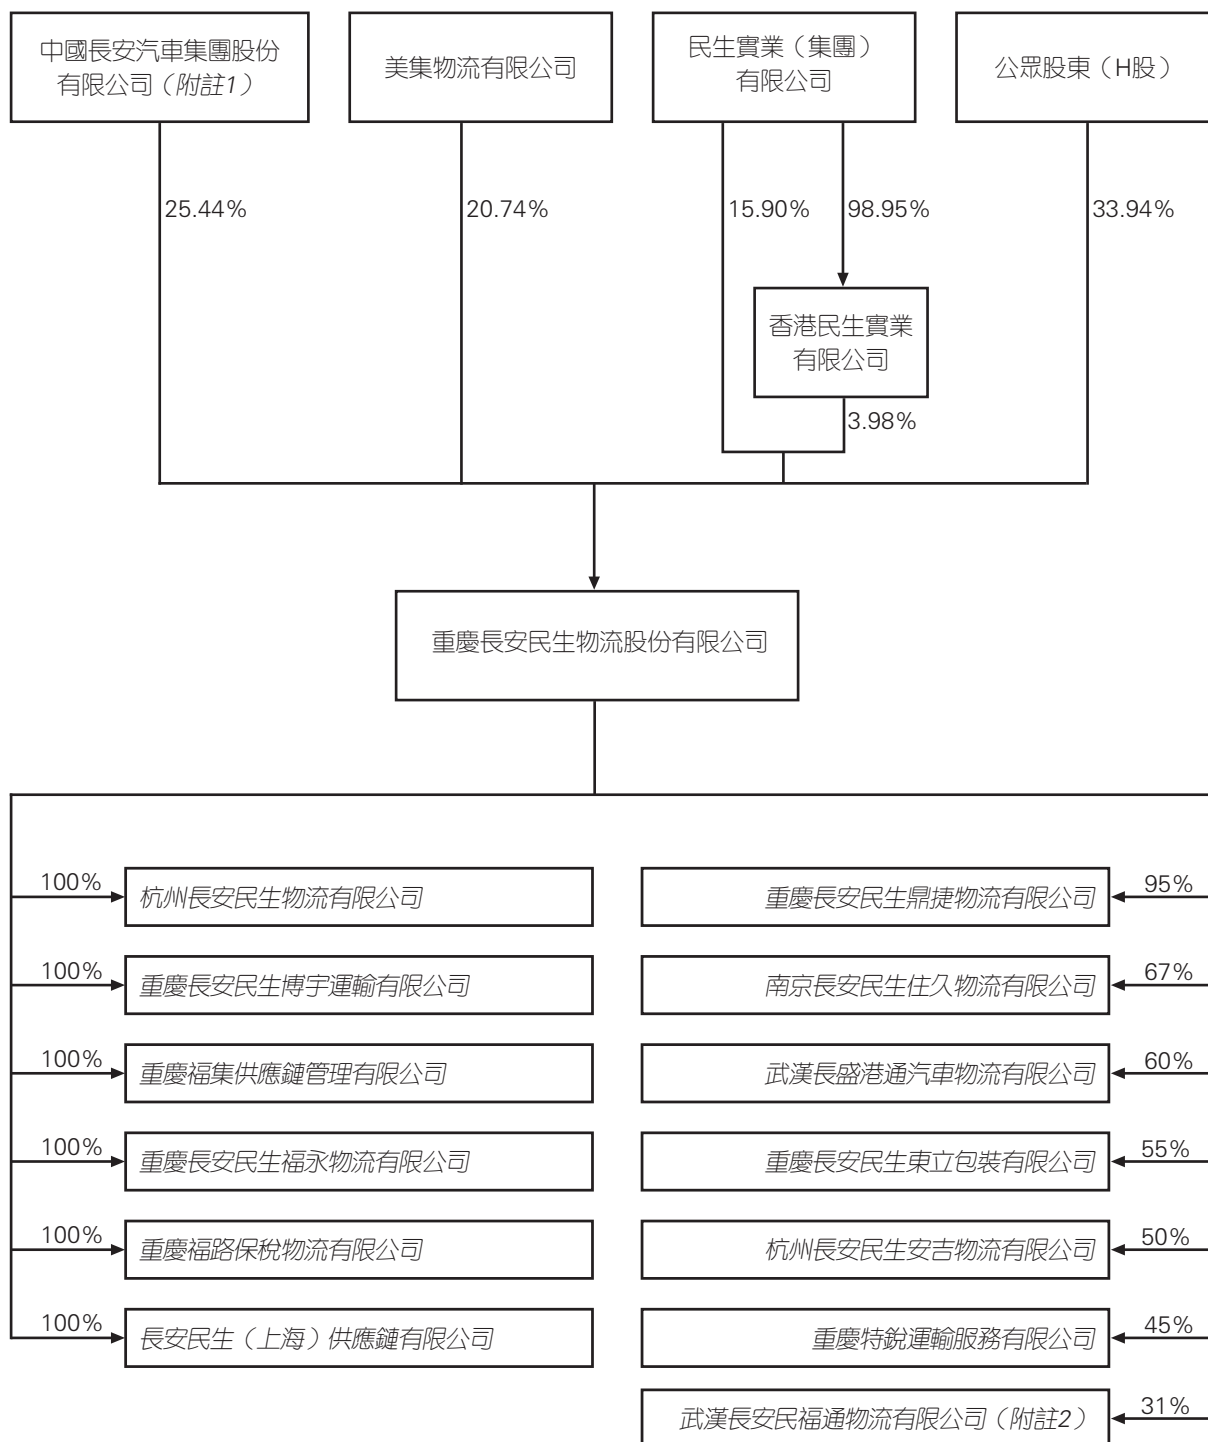 中國長安汽車集團股份
有限公司（附註1）
美集物流有限公司
民生實業（集團）
有限公司
公眾股東（H股）
25.44%
20.74%
15.90%
98.95%
33.94%
香港民生實業
有限公司
3.98%
重慶長安民生物流股份有限公司
100%
杭州長安民生物流有限公司
重慶長安民生鼎捷物流有限公司
95%
100%
重慶長安民生博宇運輸有限公司
南京長安民生住久物流有限公司
67%
100%
重慶福集供應鏈管理有限公司
武漢長盛港通汽車物流有限公司
60%
100%
重慶長安民生福永物流有限公司
重慶長安民生東立包裝有限公司
55%
100%
重慶福路保稅物流有限公司
杭州長安民生安吉物流有限公司
50%
100%
長安民生（上海）供應鏈有限公司
重慶特銳運輸服務有限公司
45%
武漢長安民福通物流有限公司（附註2）
31%